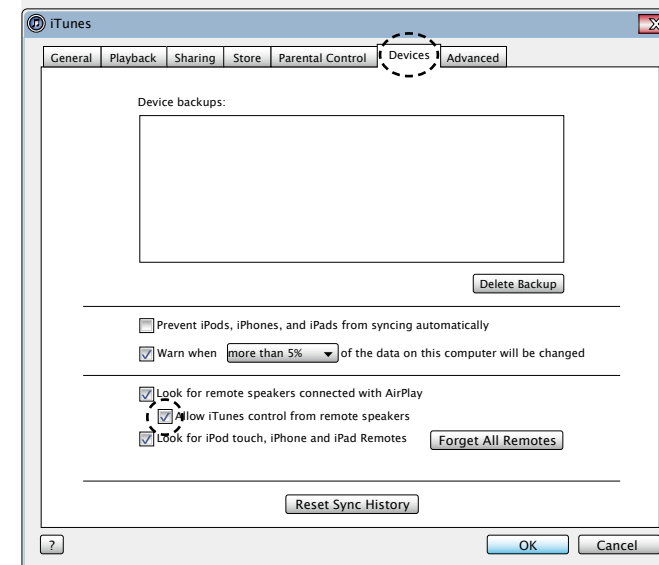 iTunes
General Playback Sharing Store Parental Control Devices Advanced
Device backups:
Delete Backup
Prevent iPods, iPhones, and iPads from syncing automatically
Warn when more than 5% of the data on this computer will be changed
Look for remote speakers connected with AirPlay
Allow iTunes control from remote speakers
Look for iPod touch, iPhone and iPad Remotes Forget All Remotes
Reset Sync History
? OK Cancel